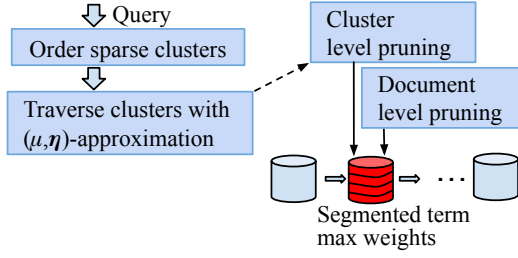 Query
Order sparse clusters
Traverse clusters with
(μ,η)-approximation
Cluster
level pruning
Document
level pruning
...
Segmented term
max weights